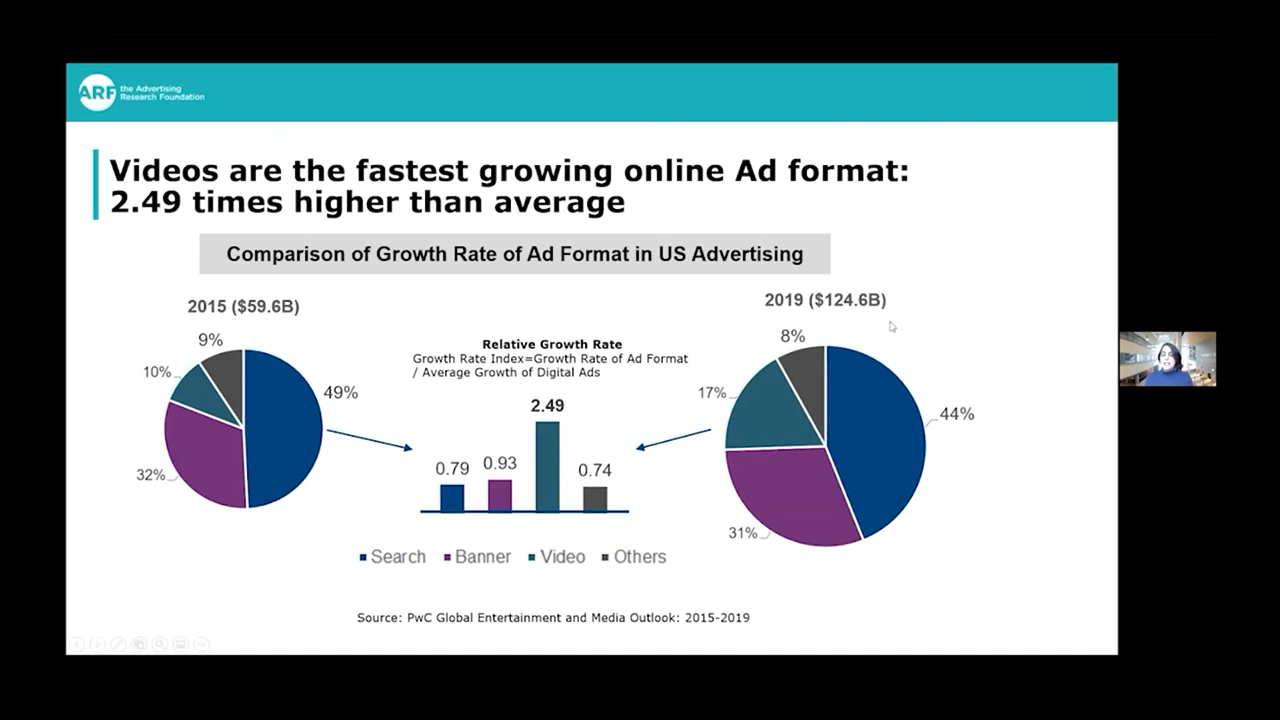 ARF the Advertising
Research Foundation
Videos are the fastest growing online Ad format:
2.49 times higher than average
Comparison of Growth Rate of Ad Format in US Advertising
2015 ($59.6B)
9%
10%
49%
32%
Relative Growth Rate
Growth Rate Index=Growth Rate of Ad Format
/ Average Growth of Digital Ads
2.49
0.79
0.93
0.74
2019 ($124.6B)
8%
17%
44%
31%
Search Banner Video Others
Source: PwC Global Entertainment and Media Outlook: 2015-2019